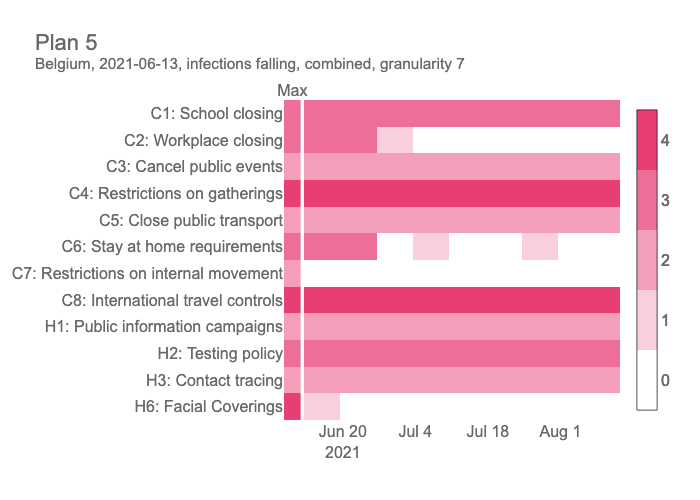 Plan 5
Belgium, 2021-06-13, infections falling, combined, granularity 7
Max
C1: School closing
C2: Workplace closing
C3: Cancel public events
C4: Restrictions on gatherings
C5: Close public transport
C6: Stay at home requirements
C7: Restrictions on internal movement
C8: International travel controls
H1: Public information campaigns
H2: Testing policy
H3: Contact tracing
H6: Facial Coverings
Jun 20 Jul 4 Jul 18 Aug 1
2021
4
3
2
1
0